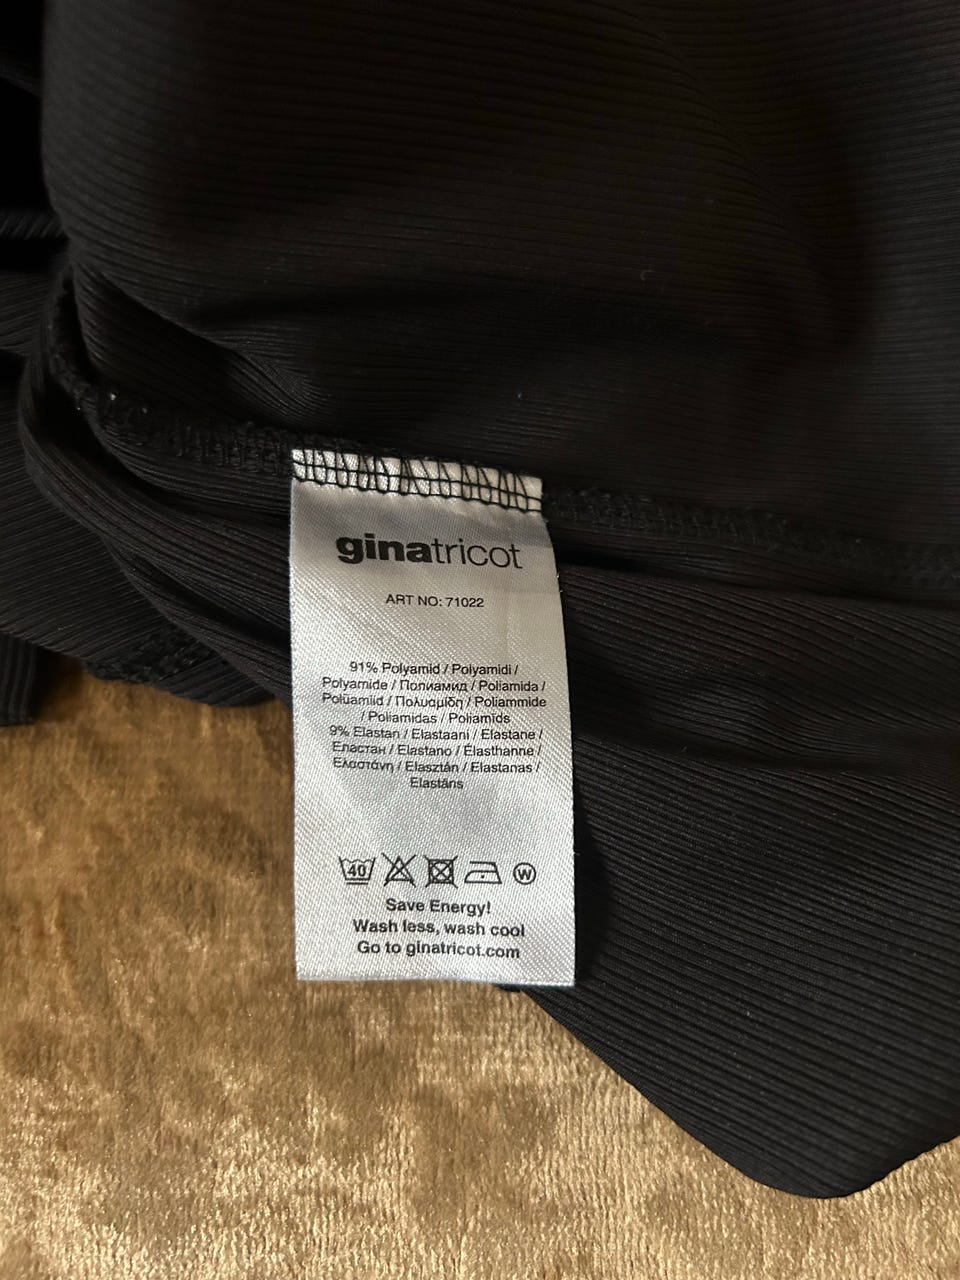 ginatricot
ART NO: 71022
91% Polyamid / Polyamidi /
Polyamide / Полиамид / Poliamida /
Polüamiid / Πολυαμίδη / Poliammide
/ Poliamidas / Poliamīds
9% Elastan / Elastaani / Elastane /
Еластан / Elastano / Élasthanne /
Ελαστάνη / Elasztán / Elastanas /
Elastāns
40 W
Save Energy!
Wash less, wash cool
Go to ginatricot.com